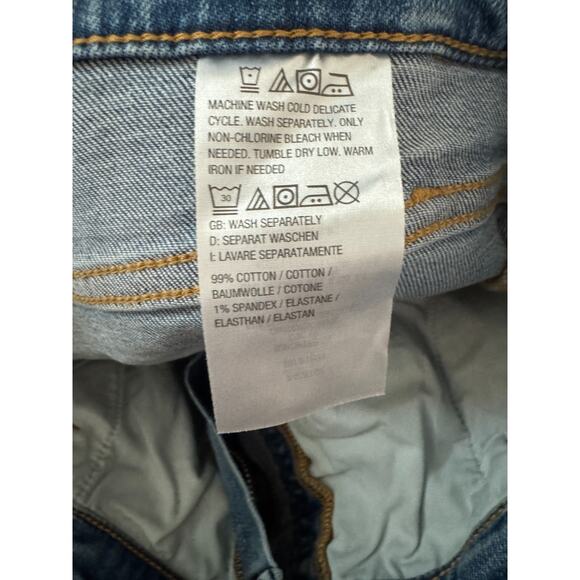 MACHINE WASH COLD DELICATE
CYCLE. WASH SEPARATELY. ONLY
NON-CHLORINE BLEACH WHEN
NEEDED. TUMBLE DRY LOW. WARM
IRON IF NEEDED
30
GB: WASH SEPARATELY
D: SEPARAT WASCHEN
I: LAVARE SEPARATAMENTE
99% COTTON / COTON /
BAUMWOLLE / COTONE
1% SPANDEX / ELASTANE /
ELASTHAN / ELASTAN